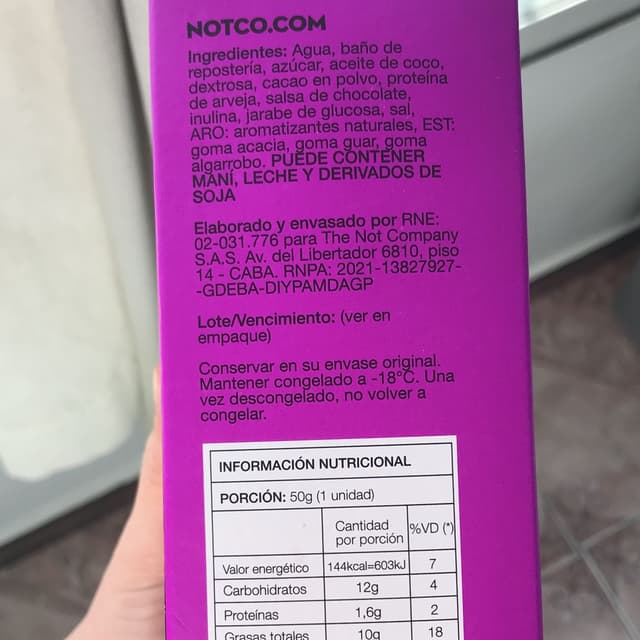 NOTCO.COM
Ingredientes: Agua, baño de
repostería, azúcar, aceite de coco,
dextrosa, cacao en polvo, proteína
de arveja, salsa de chocolate,
inulina, jarabe de glucosa, sal,
ARO: aromatizantes naturales, EST:
goma acacia, goma guar, goma
algarrobo. PUEDE CONTENER
MANÍ, LECHE Y DERIVADOS DE
SOJA
Elaborado y envasado por RNE:
02-031.776 para The Not Company
S.A.S. Av. del Libertador 6810, piso
14 - CABA. RNPA: 2021-13827927-
-GDEBA-DIYPAMDAGP
Lote/Vencimiento: (ver en
empaque)
Conservar en su envase original.
Mantener congelado a -18°C. Una
vez descongelado, no volver a
congelar.
INFORMACIÓN NUTRICIONAL
PORCIÓN: 50g (1 unidad)
Cantidad
por porción %VD (*)
Valor energético 144kcal=603kJ 7
Carbohidratos 12g 4
Proteínas 1,6g 2
Grasas totales 10g 18